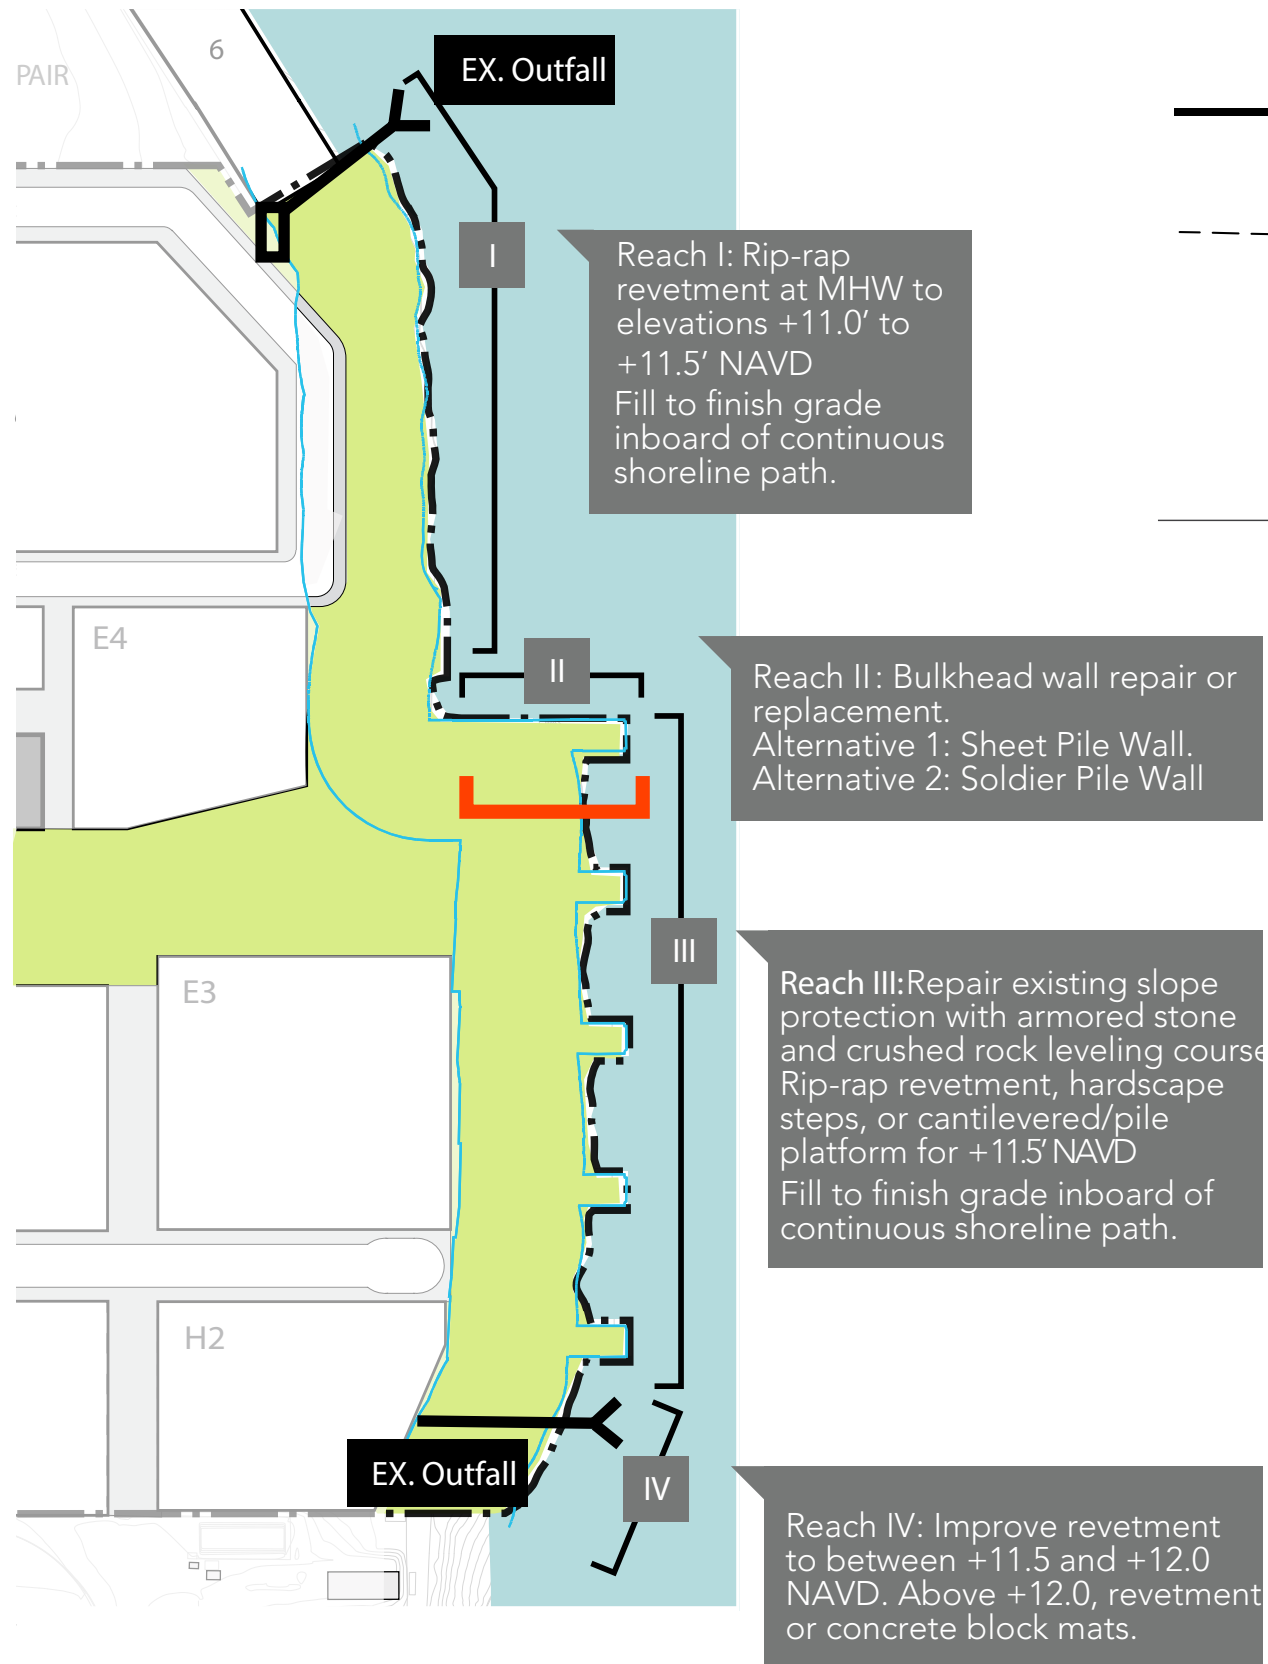 6
PAIR
EX. Outfall
I
Reach I: Rip-rap
revetment at MHW to
elevations +11.0’ to
+11.5’ NAVD
Fill to finish grade
inboard of continuous
shoreline path.
E4
II
Reach II: Bulkhead wall repair or
replacement.
Alternative 1: Sheet Pile Wall.
Alternative 2: Soldier Pile Wall
III
E3
Reach III:Repair existing slope
protection with armored stone
and crushed rock leveling course
Rip-rap revetment, hardscape
steps, or cantilevered/pile
platform for +11.5’ NAVD
Fill to finish grade inboard of
continuous shoreline path.
H2
EX. Outfall
IV
Reach IV: Improve revetment
to between +11.5 and +12.0
NAVD. Above +12.0, revetment
or concrete block mats.